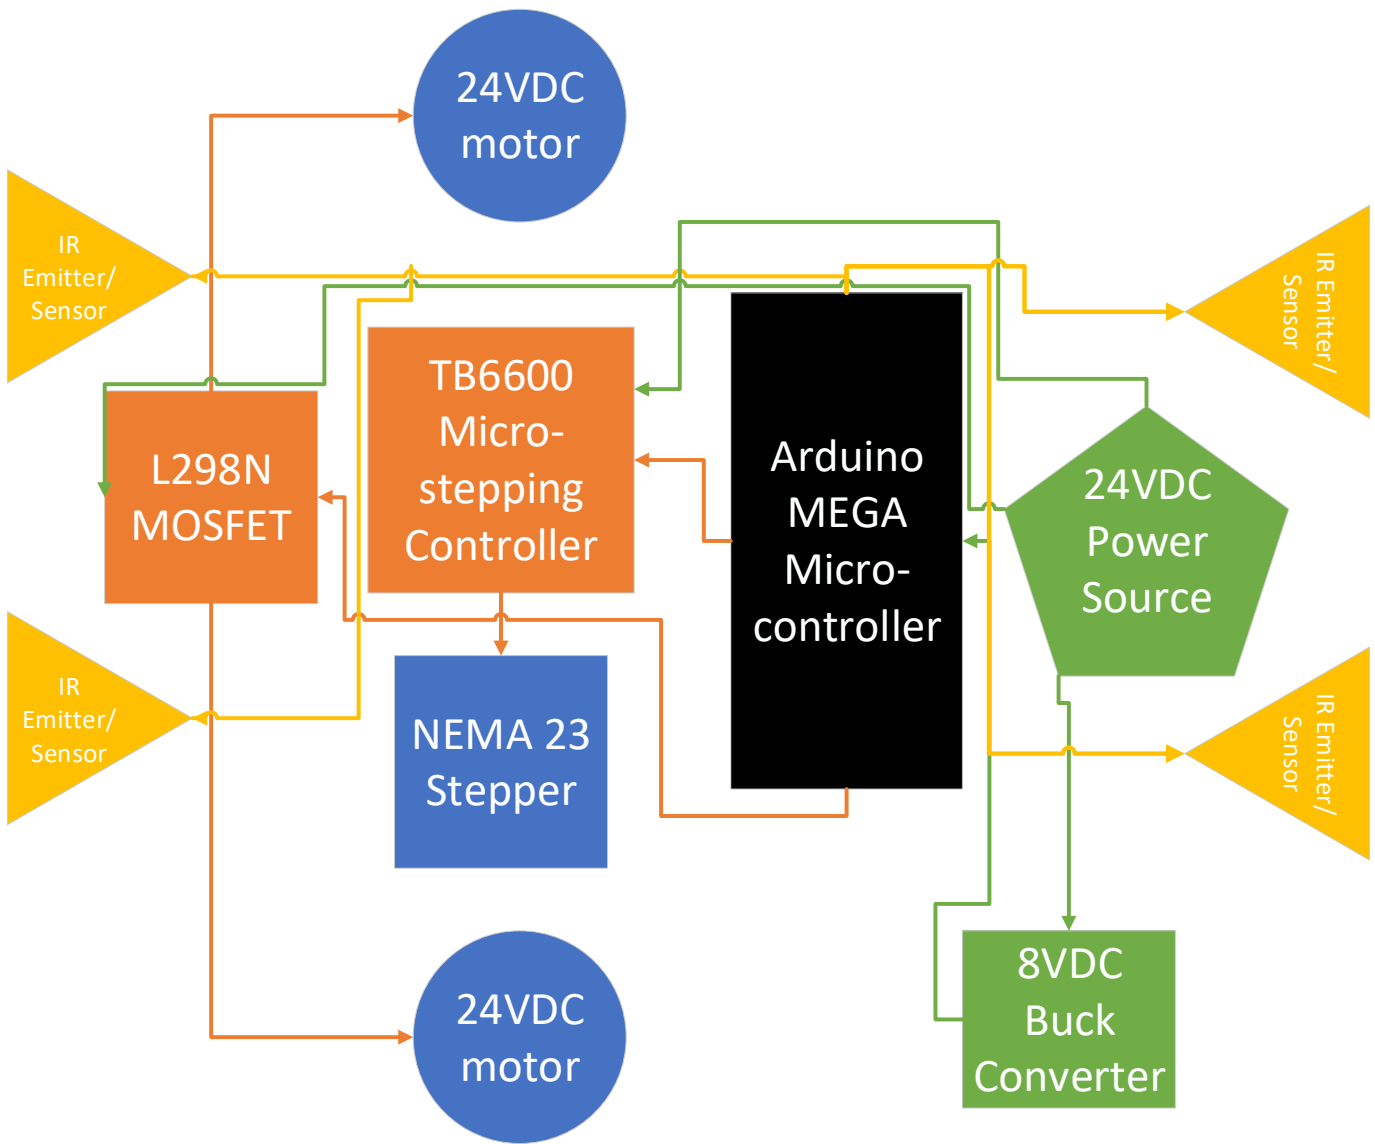 24VDC
motor
IR
Emitter/
Sensor
IR Emitter/
Sensor
TB6600
Micro-
stepping
Controller
L298N
MOSFET
Arduino
MEGA
Micro-
controller
24VDC
Power
Source
IR
Emitter/
Sensor
NEMA 23
Stepper
IR Emitter/
Sensor
24VDC
motor
8VDC
Buck
Converter